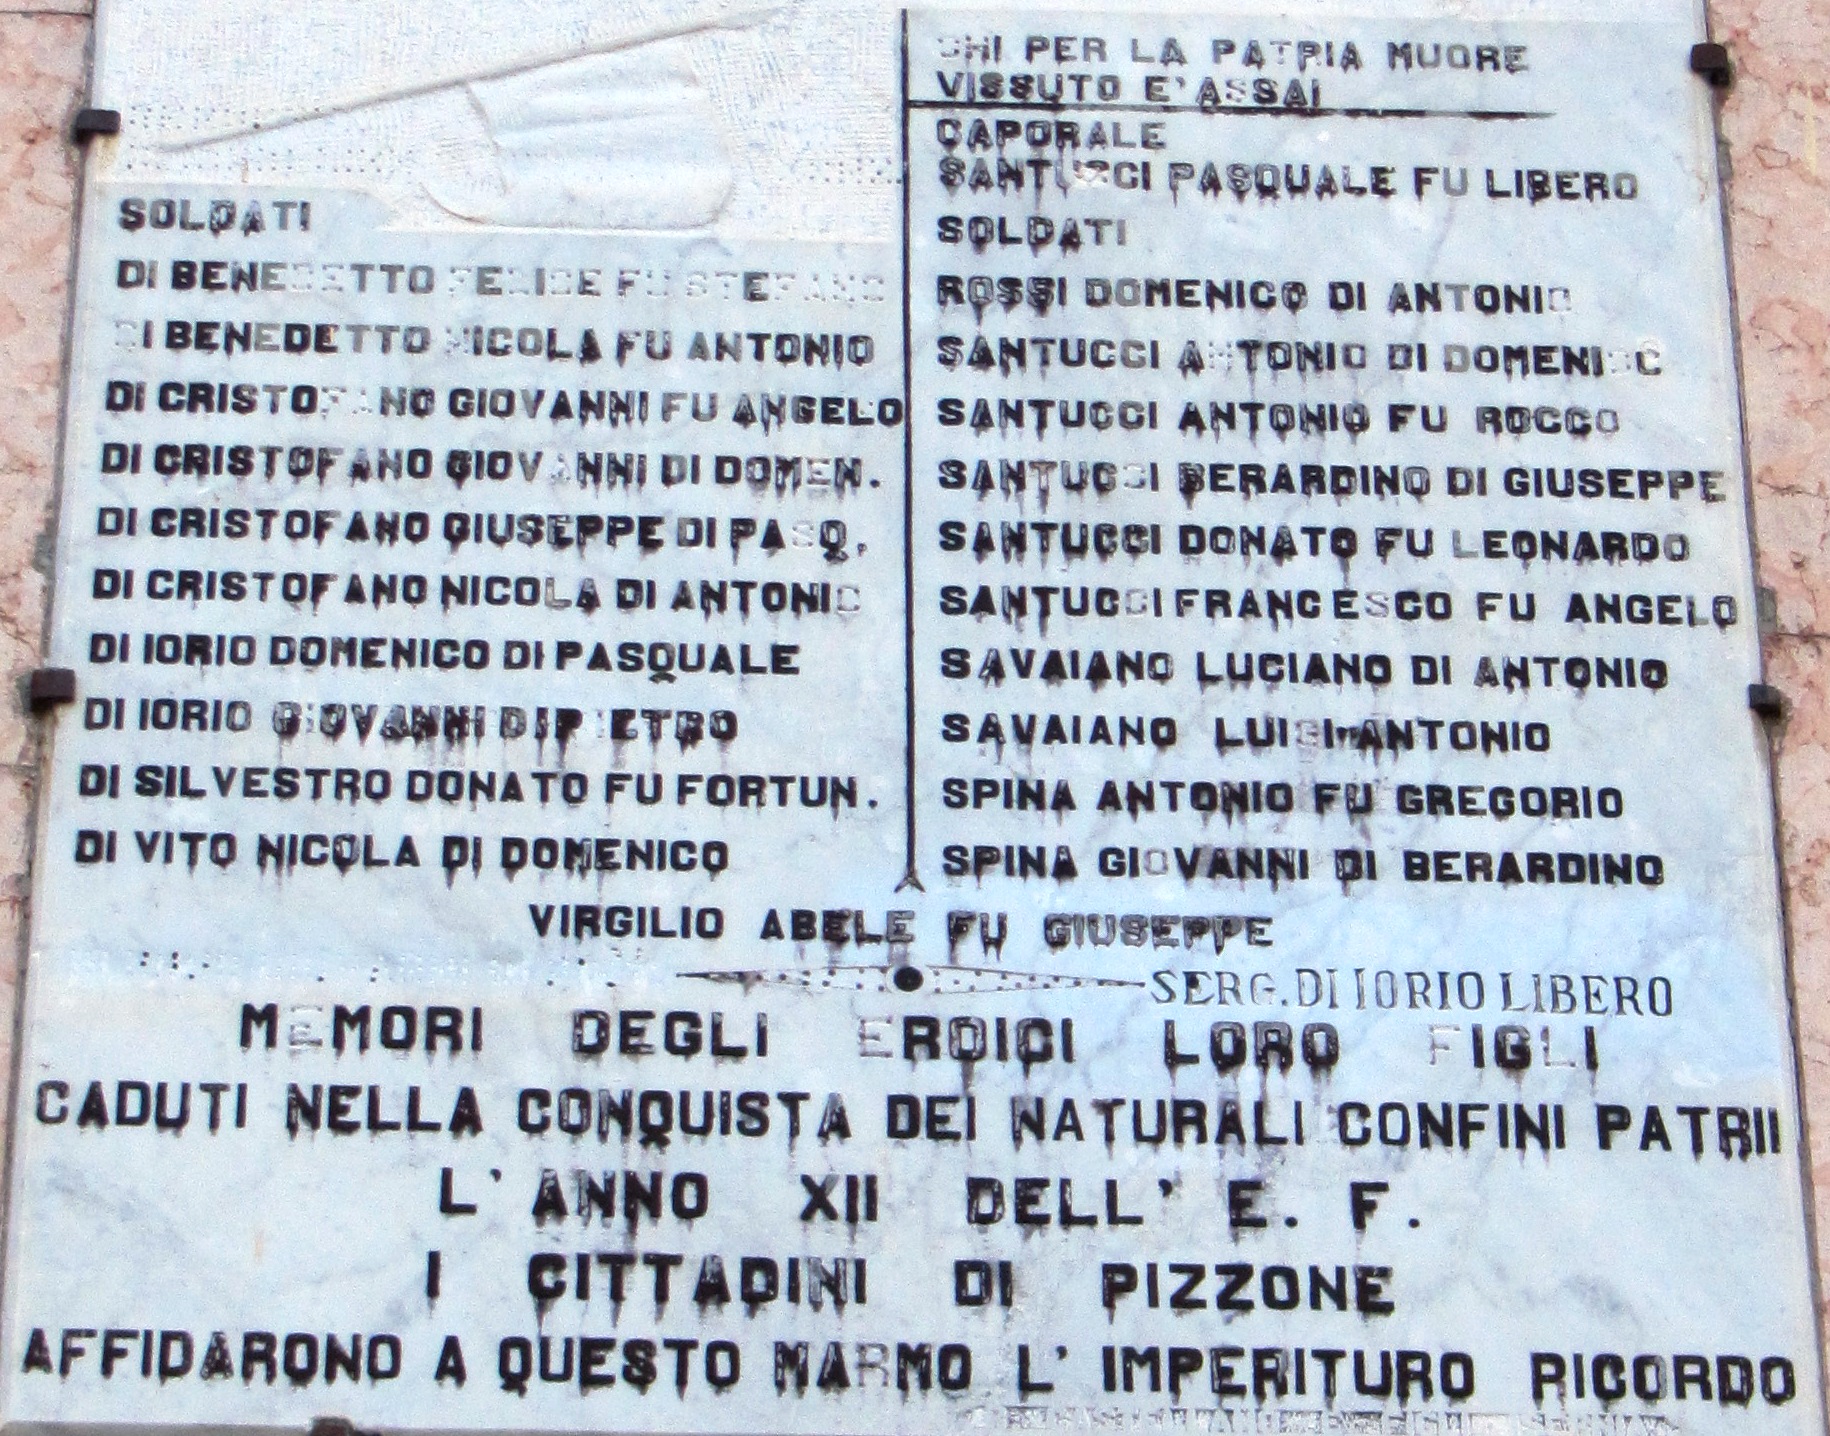 SOLDATI
DI BENEDETTO FELICE FU STEFANO
DI BENEDETTO NICOLA FU ANTONIO
DI CRISTOFANO GIOVANNI FU ANGELO
DI CRISTOFANO GIOVANNI DI DOMEN.
DI CRISTOFANO GIUSEPPE DI PASQ.
DI CRISTOFANO NICOLA DI ANTONIO
DI IORIO DOMENICO DI PASQUALE
DI IORIO GIOVANNI DI PIETRO
DI SILVESTRO DONATO FU FORTUN.
DI VITO NICOLA DI DOMENICO
CHI PER LA PATRIA MUORE
VISSUTO E' ASSAI
CAPORALE
SANTUCCI PASQUALE FU LIBERO
SOLDATI
ROSSI DOMENICO DI ANTONIO
SANTUCCI ANTONIO DI DOMENICO
SANTUCCI ANTONIO FU ROCCO
SANTUCCI BERARDINO DI GIUSEPPE
SANTUCCI DONATO FU LEONARDO
SANTUCCI FRANCESCO FU ANGELO
SAVAIANO LUCIANO DI ANTONIO
SAVAIANO LUIGI ANTONIO
SPINA ANTONIO FU GREGORIO
SPINA GIOVANNI DI BERARDINO
VIRGILIO ABELE FU GIUSEPPE
SERG. DI IORIO LIBERO
MEMORI DEGLI EROICI LORO FIGLI
CADUTI NELLA CONQUISTA DEI NATURALI CONFINI PATRII
L' ANNO XII DELL' E. F.
I CITTADINI DI PIZZONE
AFFIDARONO A QUESTO MARMO L' IMPERITURO RICORDO